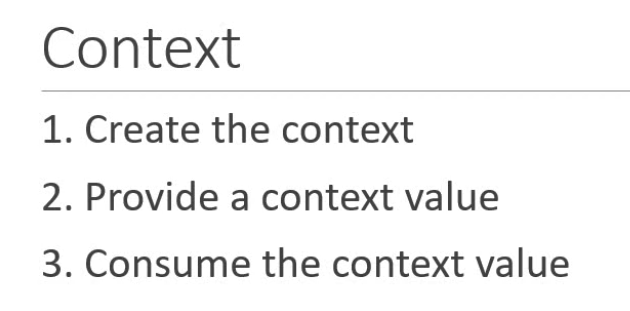 Context
1. Create the context
2. Provide a context value
3. Consume the context value